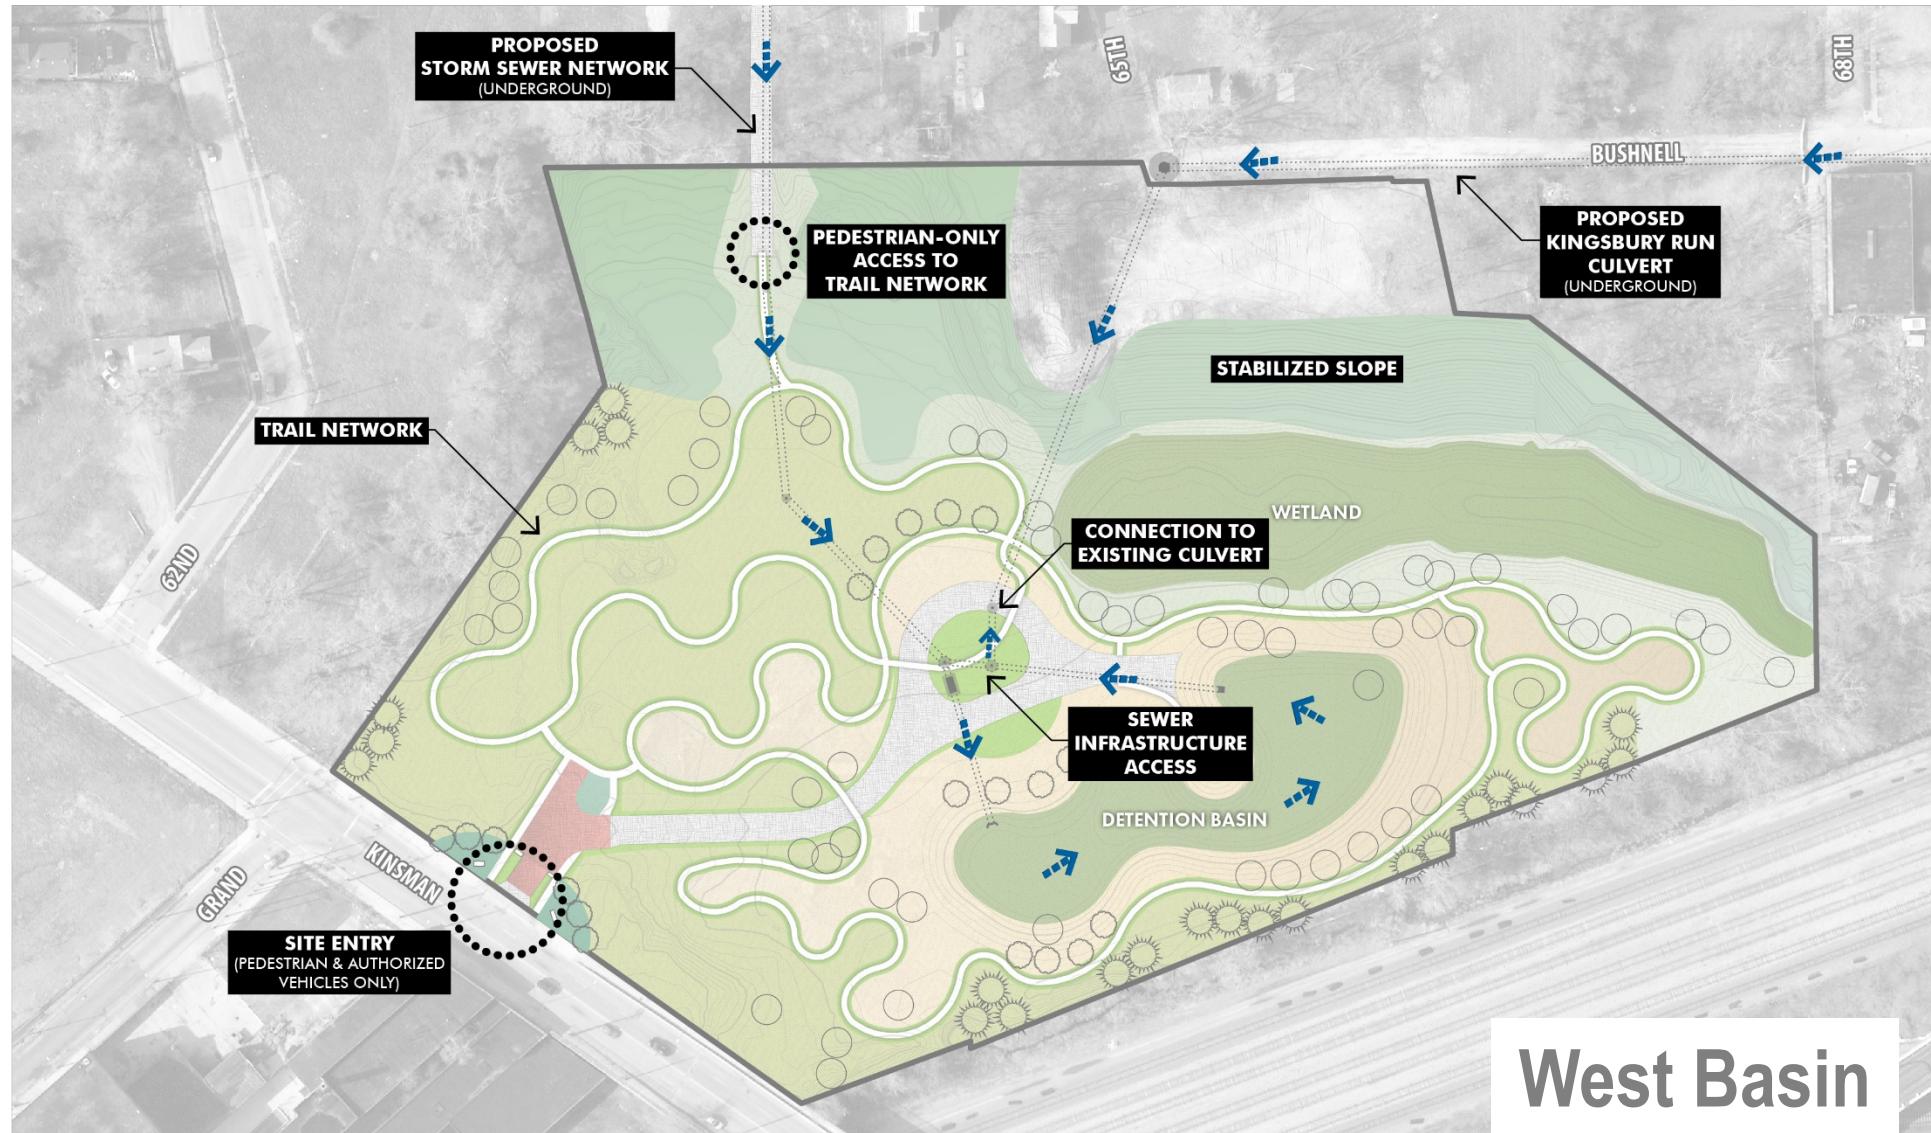 PROPOSED
STORM SEWER NETWORK
(UNDERGROUND)
65TH
68TH
BUSHNELL
PROPOSED
KINGSBURY RUN
CULVERT
(UNDERGROUND)
PEDESTRIAN-ONLY
ACCESS TO
TRAIL NETWORK
STABILIZED SLOPE
TRAIL NETWORK
WETLAND
CONNECTION TO
EXISTING CULVERT
62ND
SEWER
INFRASTRUCTURE
ACCESS
DETENTION BASIN
KINSMAN
GRAND
SITE ENTRY
(PEDESTRIAN & AUTHORIZED
VEHICLES ONLY)
West Basin